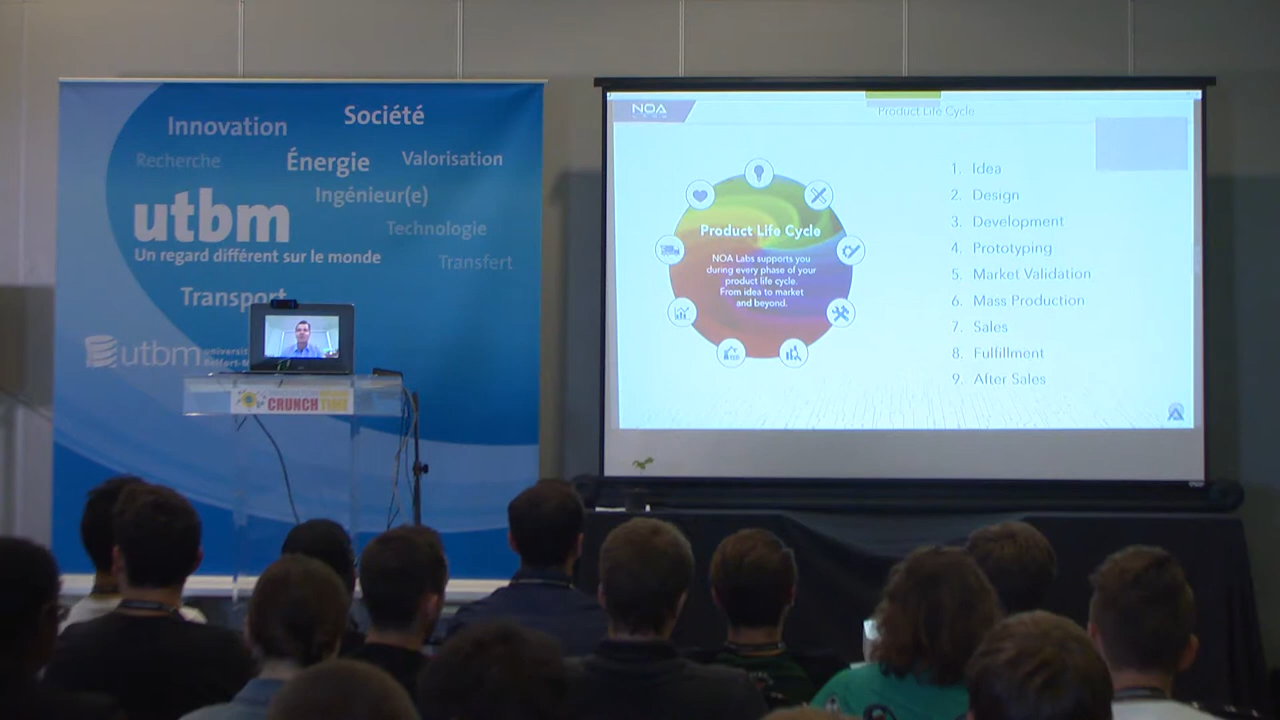 Innovation
Société
Recherche
Énergie
Valorisation
Ingénieur(e)
utbm
Technologie
Un regard différent sur le monde
Transfert
Transport
utbm
CRUNCH TIME
NOA
LABS
Product Life Cycle
Product Life Cycle
NOA Labs supports you
during every phase of your
product life cycle.
From idea to market
and beyond.
1. Idea
2. Design
3. Development
4. Prototyping
5. Market Validation
6. Mass Production
7. Sales
8. Fulfillment
9. After Sales